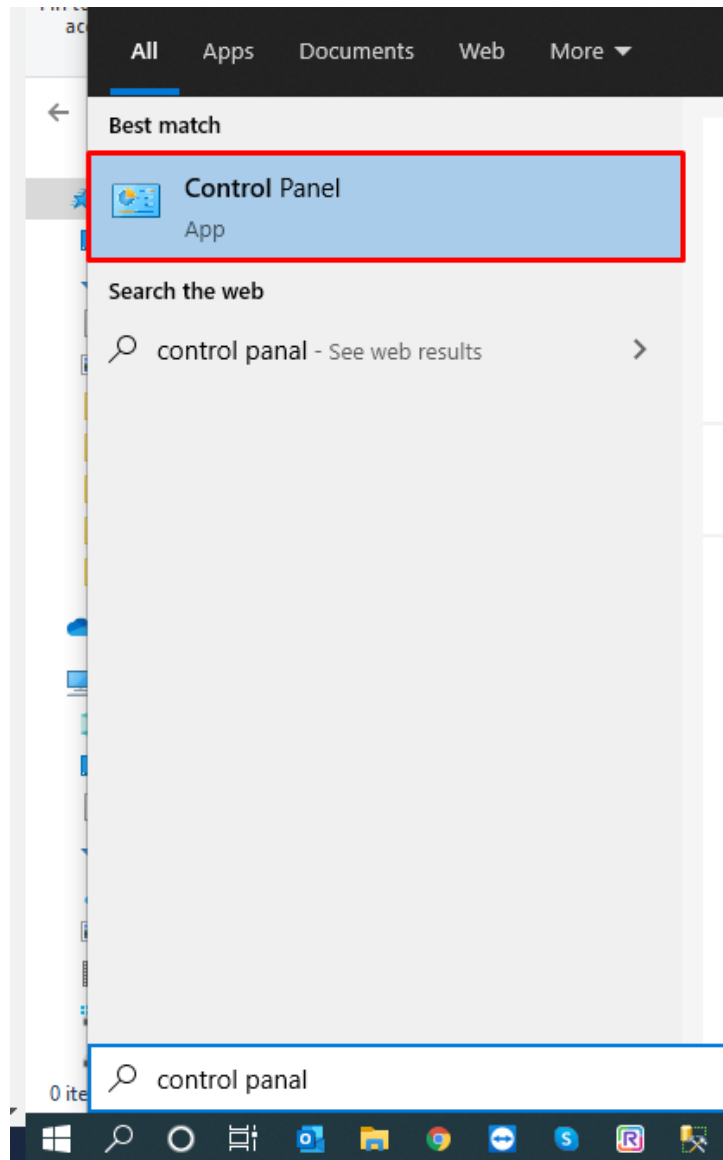 All Apps Documents Web More
Best match
Control Panel
App
Search the web
control panal - See web results
0 ite
control panal